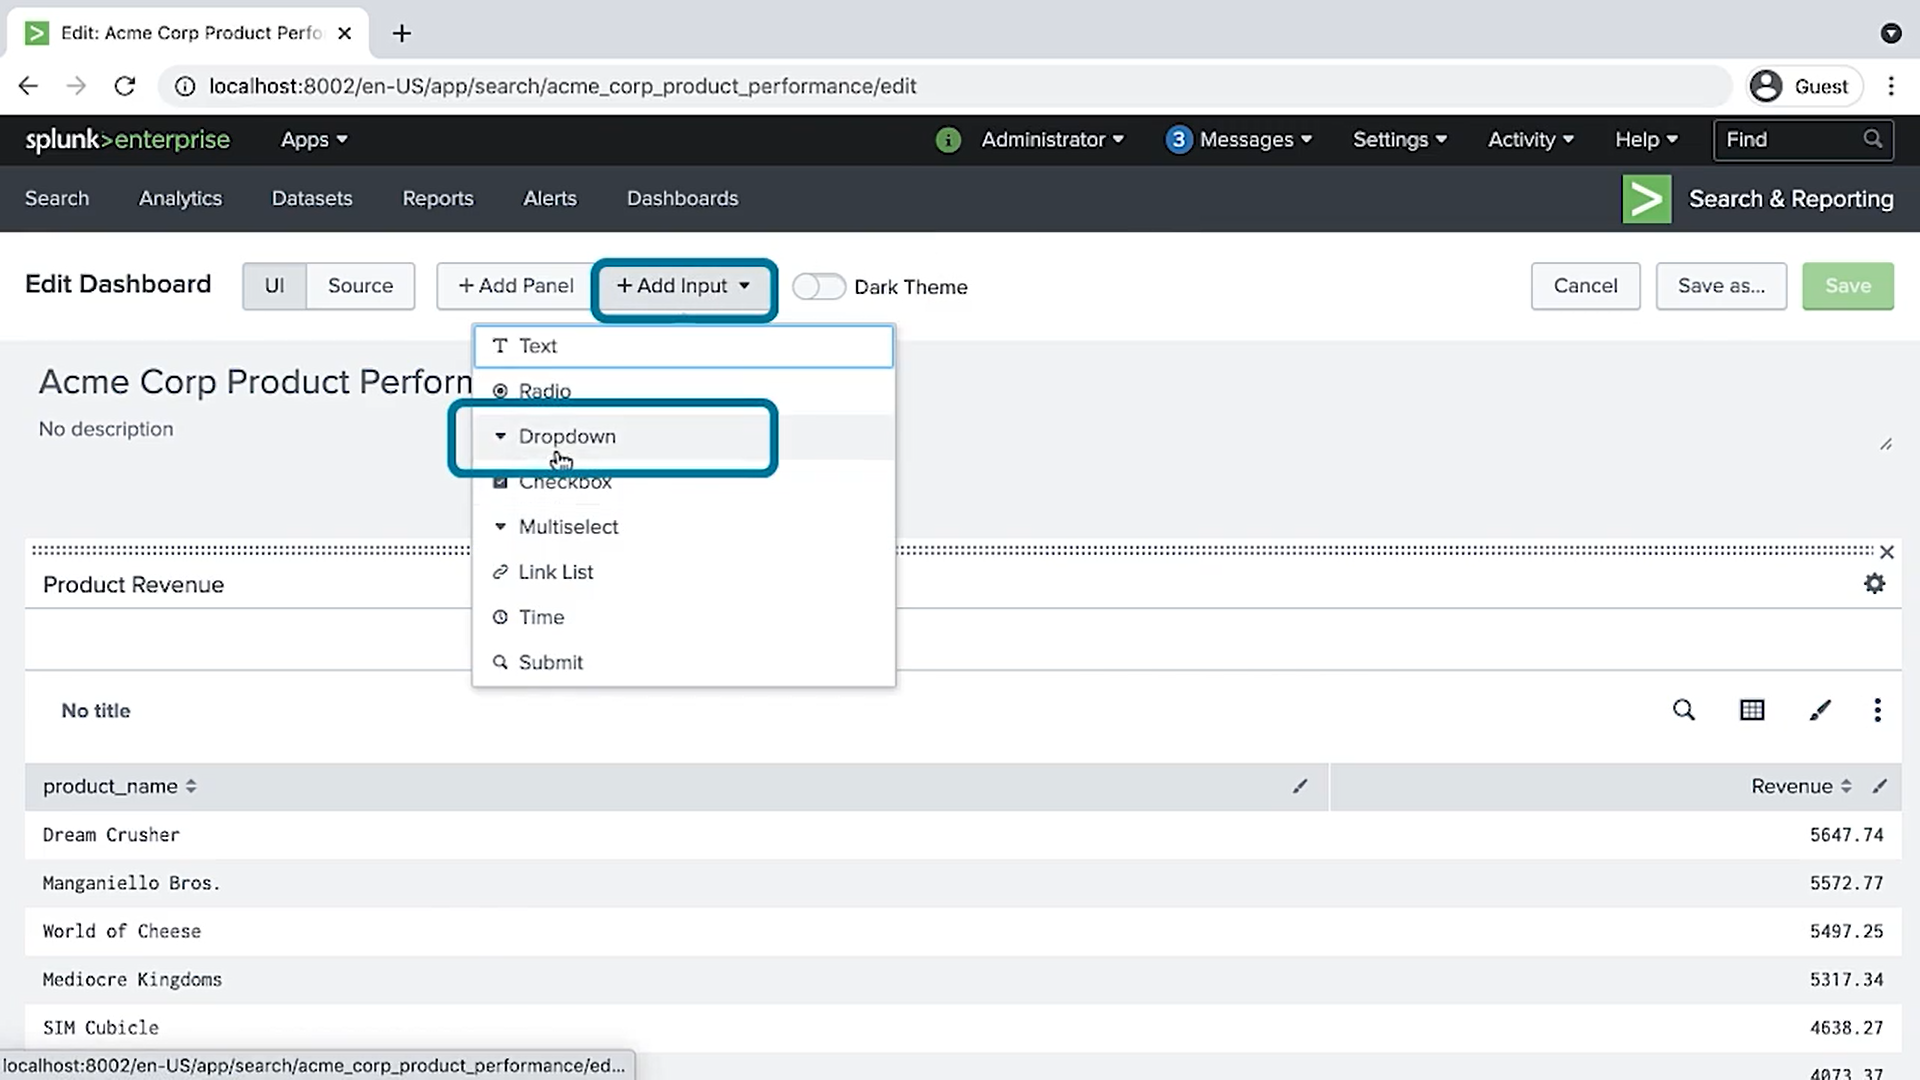 Edit: Acme Corp Product Perfo
localhost:8002/en-US/app/search/acme_corp_product_performance/edit
Guest
splunk>enterprise Apps i Administrator 3 Messages Settings Activity Help Find
Search Analytics Datasets Reports Alerts Dashboards Search & Reporting
Edit Dashboard UI Source + Add Panel + Add Input Dark Theme Cancel Save as... Save
Text
Acme Corp Product Perform
Radio
No description
Dropdown
Checkbox
Multiselect
Link List
Product Revenue
Time
Submit
No title
product_name Revenue
Dream Crusher 5647.74
Manganiello Bros. 5572.77
World of Cheese 5497.25
Mediocre Kingdoms 5317.34
SIM Cubicle 4638.27
localhost:8002/en-US/app/search/acme_corp_product_performance/ed...
4073.37